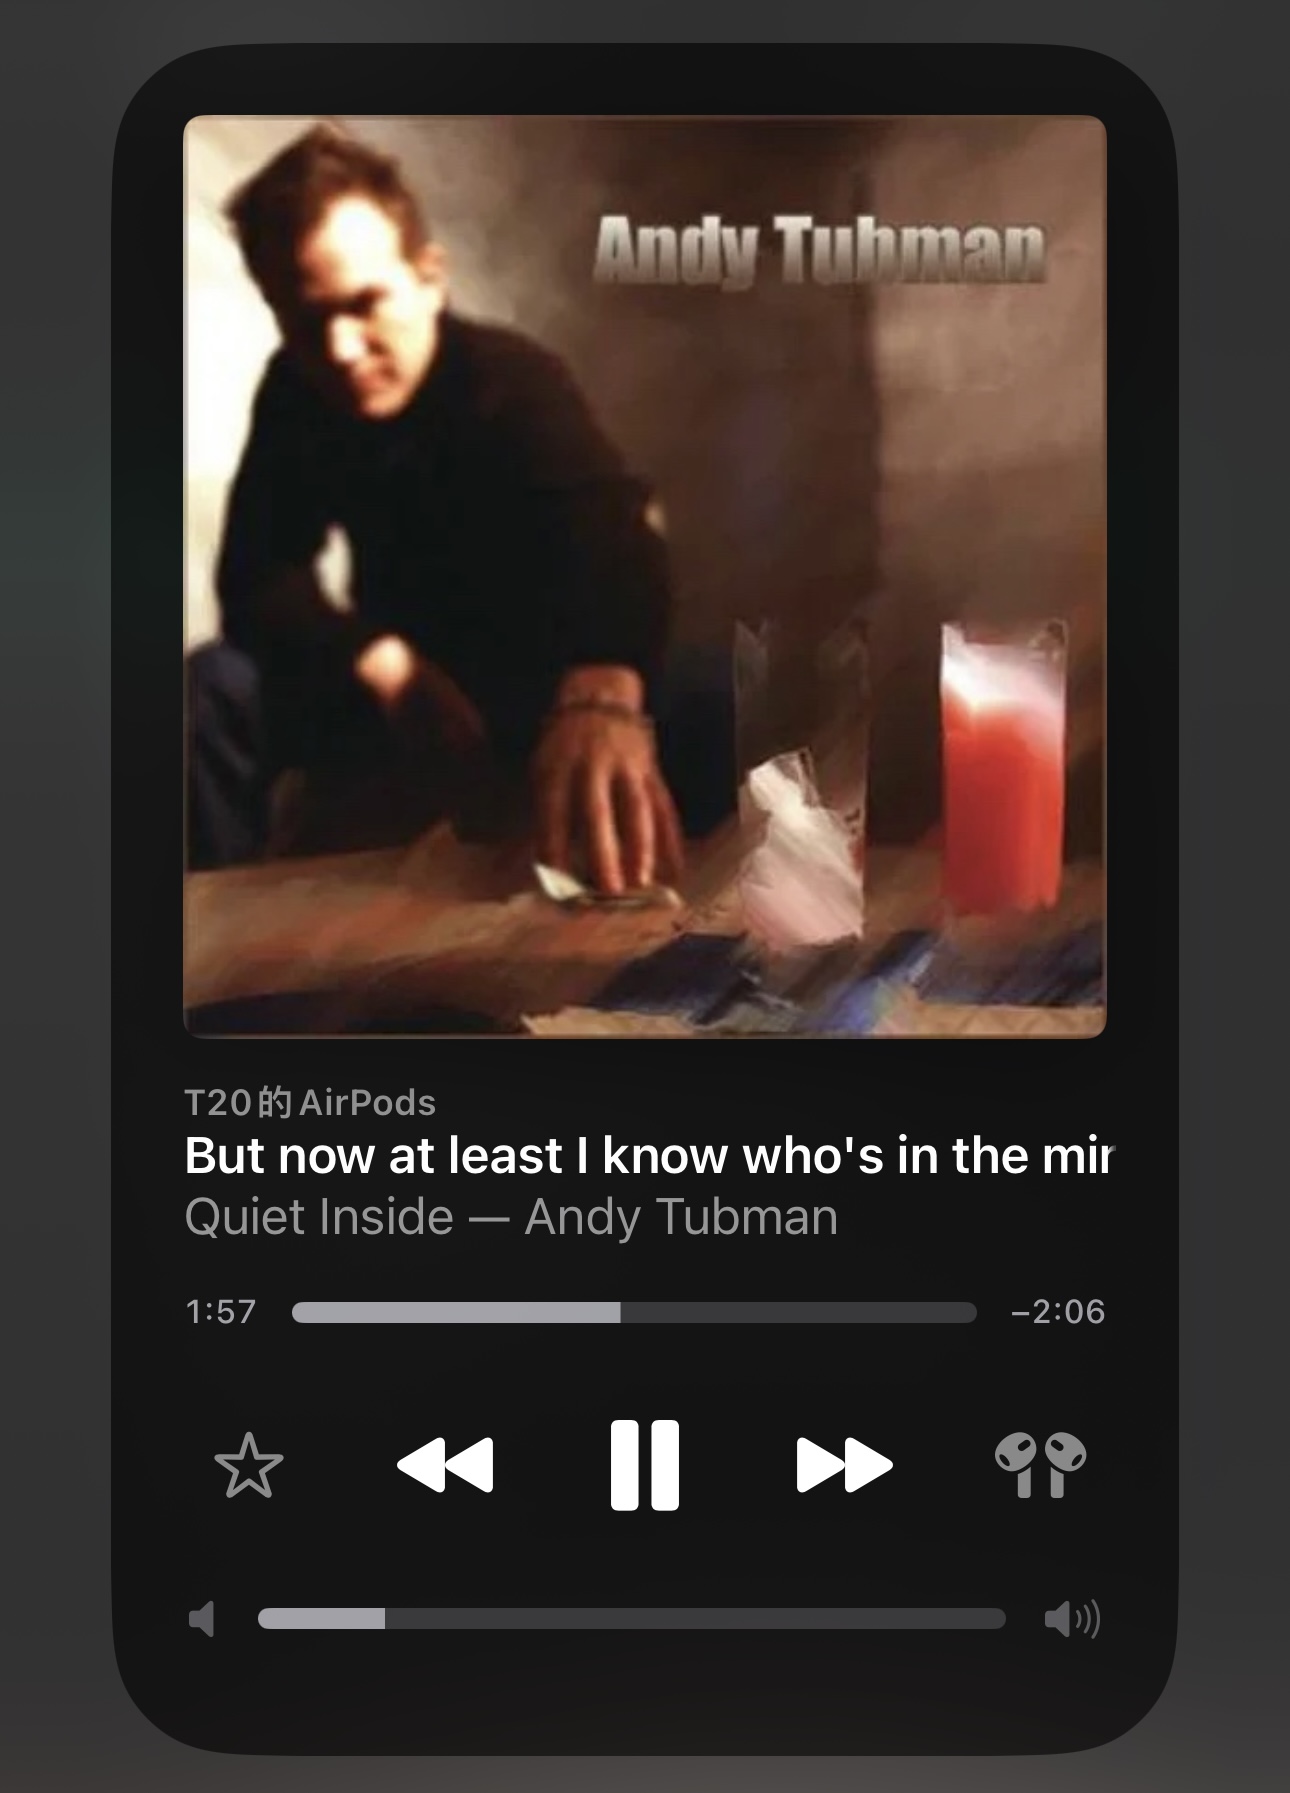 Andy Tubman
T20的AirPods
But now at least I know who's in the mir
Quiet Inside — Andy Tubman
1:57
–2:06